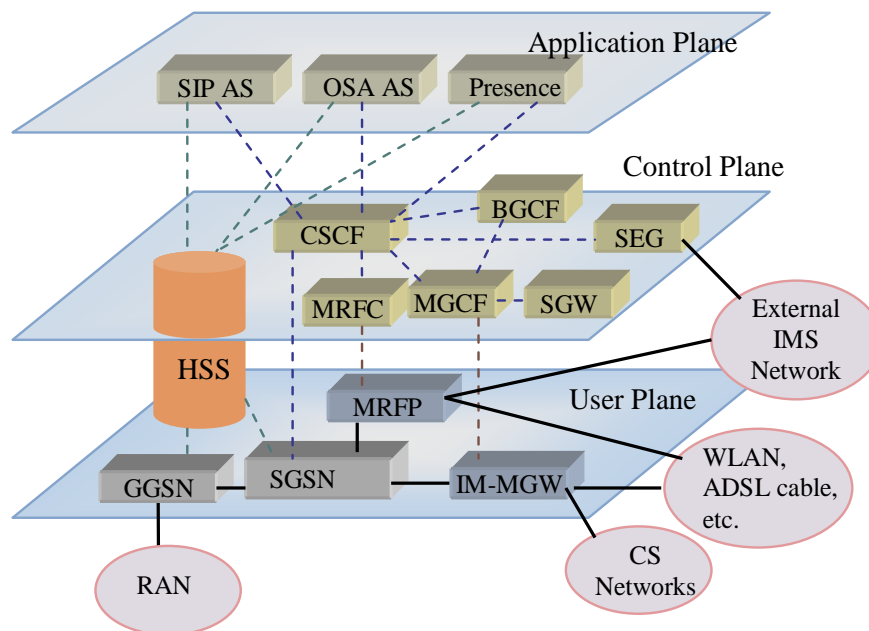 Application Plane
SIP AS
OSA AS
Presence
Control Plane
BGCF
CSCF
SEG
MRFC
MGCF
SGW
External
IMS
Network
HSS
User Plane
MRFP
WLAN,
ADSL cable,
etc.
GGSN
SGSN
IM-MGW
CS
Networks
RAN